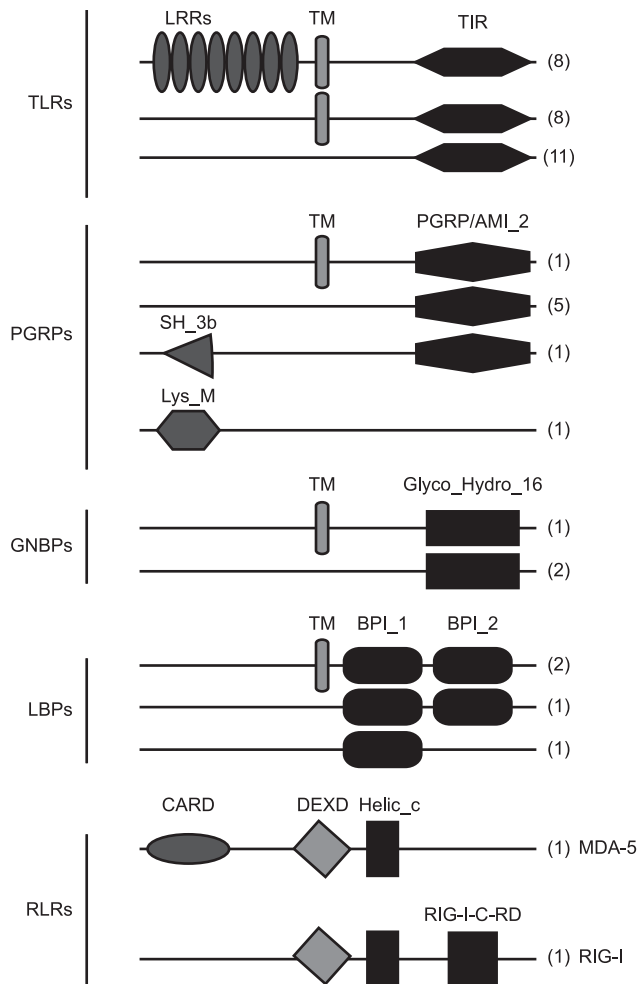 LRRs TM TIR
(8)
TLRs
(8)
(11)
TM PGRP/AMI_2
(1)
(5)
SH_3b
PGRPs
(1)
Lys_M
(1)
TM Glyco_Hydro_16
(1)
GNBPs
(2)
TM BPI_1 BPI_2
(2)
LBPs
(1)
(1)
CARD DEXD Helic_c
(1) MDA-5
RLRs
RIG-I-C-RD
(1) RIG-I